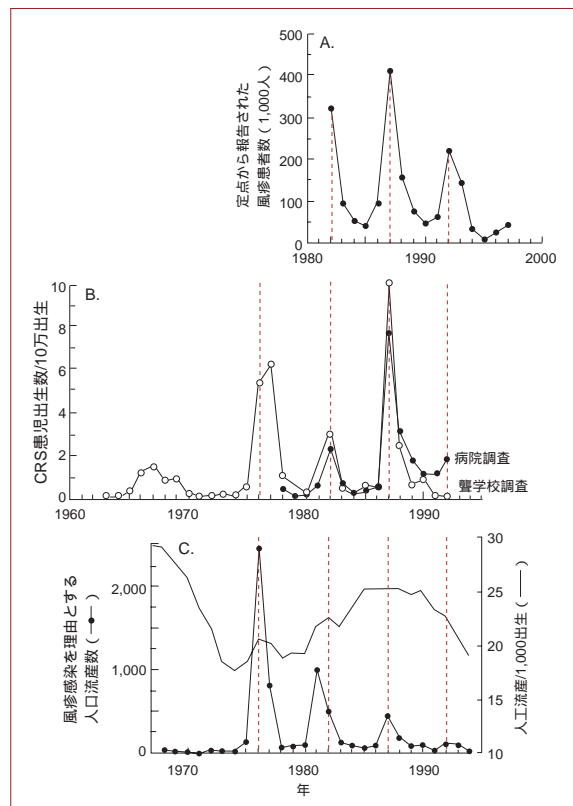 A.
定点から報告された
風疹患者数（1,000人）
500
400
300
200
100
0
1980
1990
2000
B.
CRS患児出生数/10万出生
10
8
6
4
2
0
病院調査
聾学校調査
1960
1970
1980
1990
C.
風疹感染を理由とする
人口流産数（ ）
2,000
1,000
0
30
25
20
15
10
人工流産/1,000出生（ ）
1970
1980
1990
年